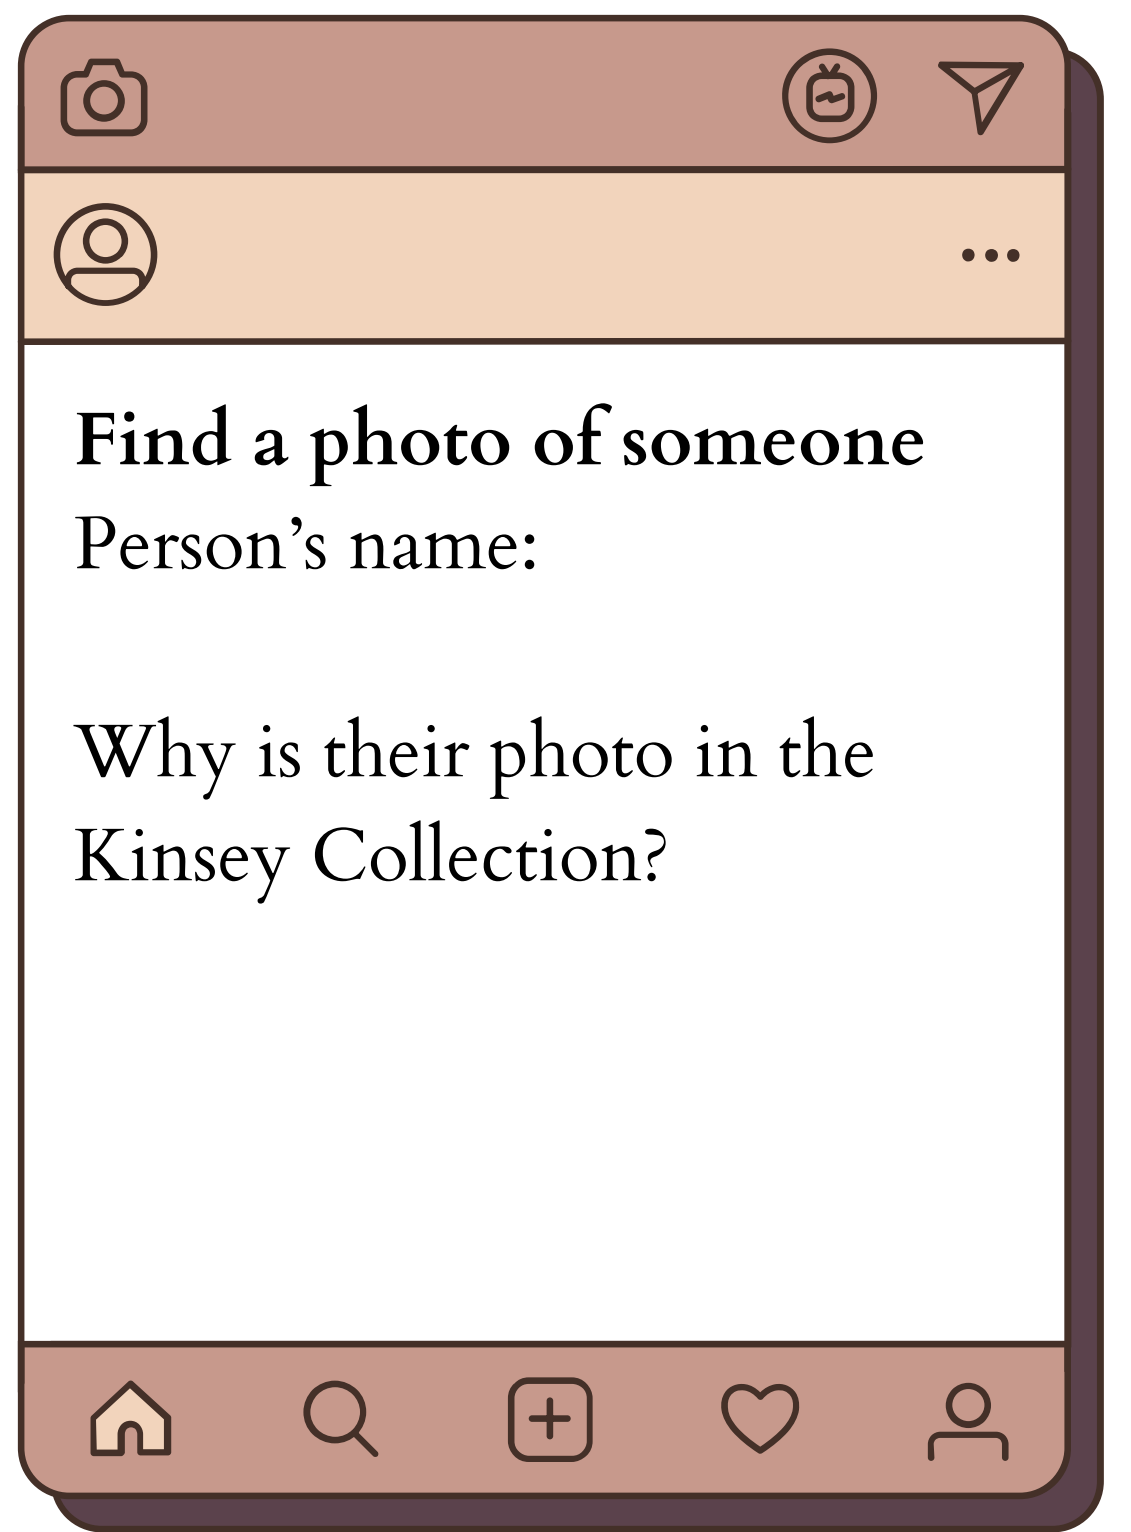 Find a photo of someone
Person’s name:
Why is their photo in the
Kinsey Collection?